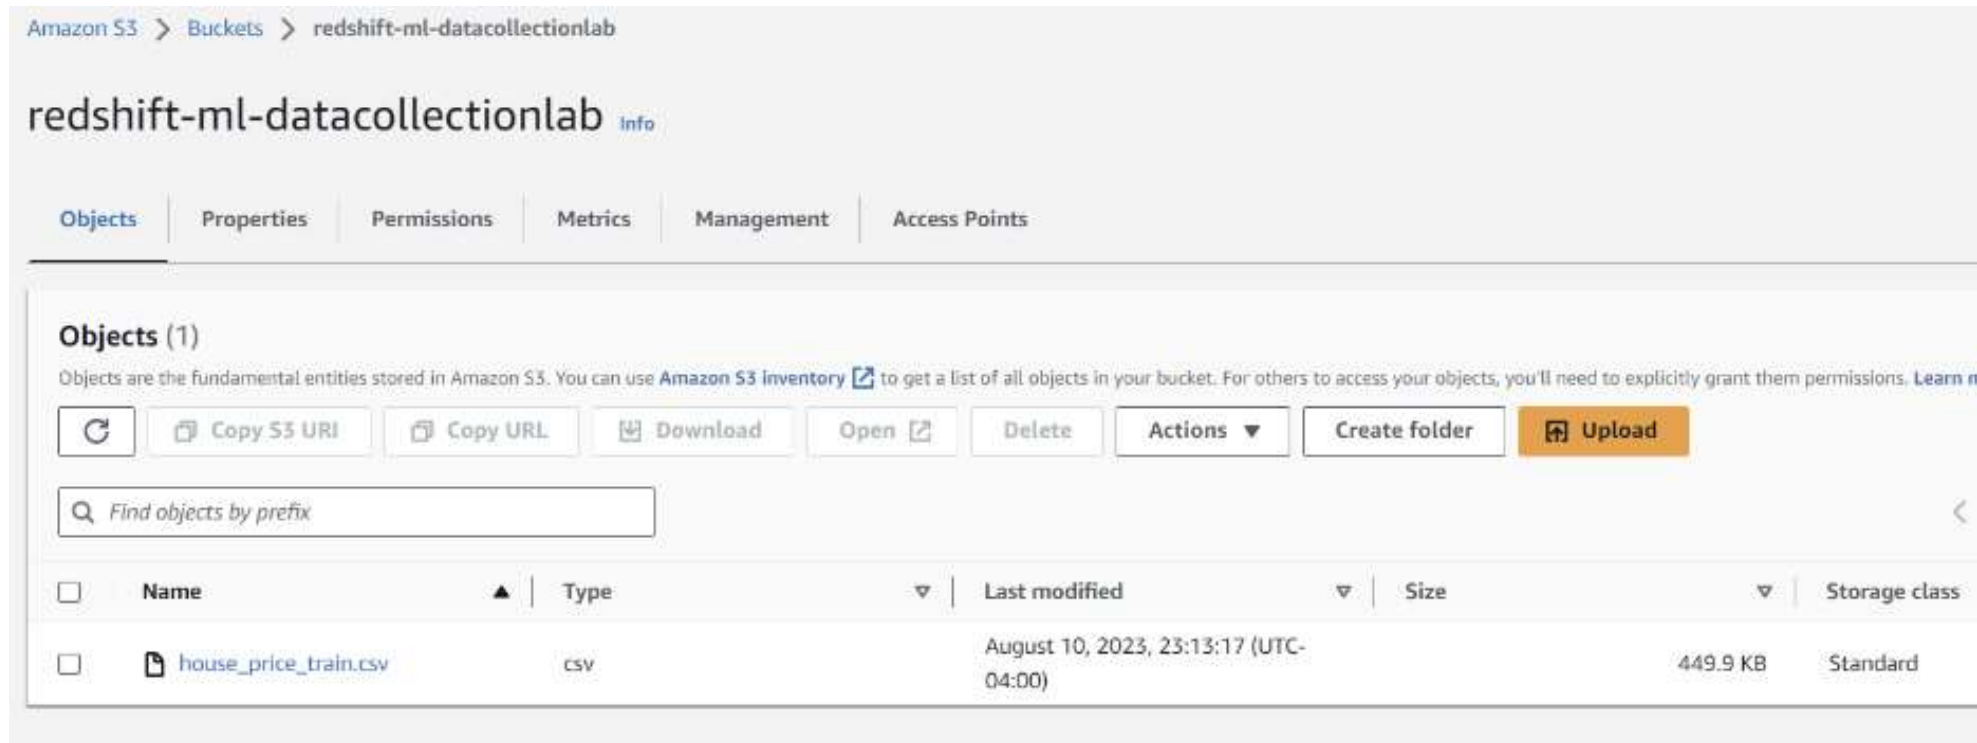 Amazon S3 > Buckets > redshift-ml-datacollectionlab
redshift-ml-datacollectionlab Info
Objects Properties Permissions Metrics Management Access Points
Objects (1)
Objects are the fundamental entities stored in Amazon S3. You can use Amazon S3 inventory to get a list of all objects in your bucket. For others to access your objects, you'll need to explicitly grant them permissions. Learn
Copy S3 URI Copy URL Download Open Delete Actions Create folder Upload
Find objects by prefix
Name Type Last modified Size Storage class
house_price_train.csv csv August 10, 2023, 23:13:17 (UTC-
04:00) 449.9 KB Standard